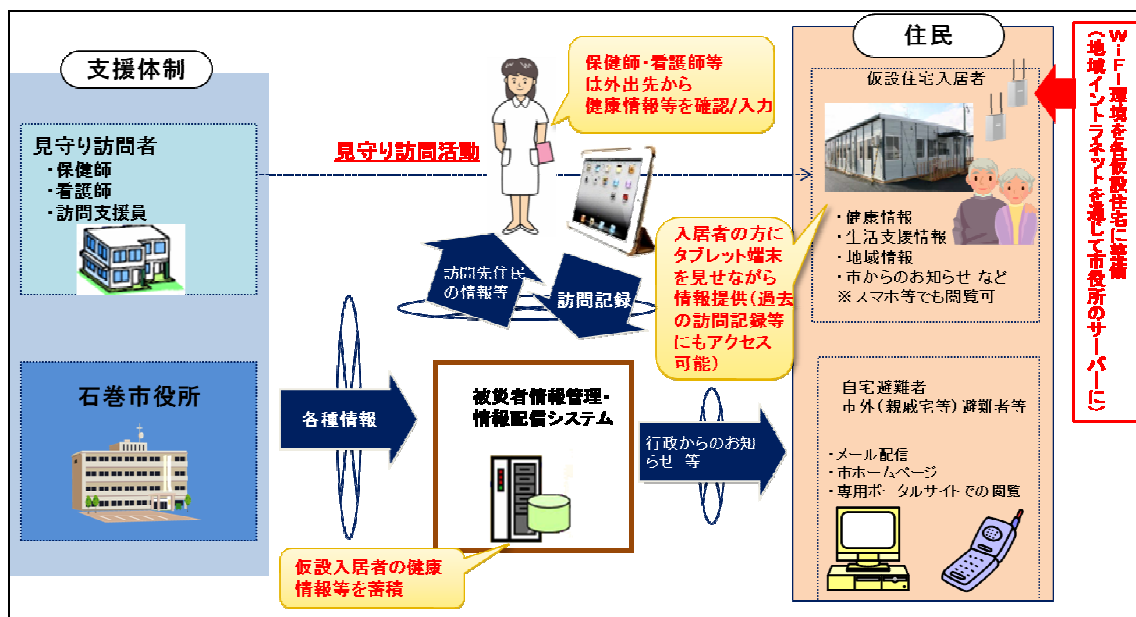 支援体制
見守り訪問者
・保健師
・看護師
・訪問支援員
石巻市役所
見守り訪問活動
保健師・看護師等
は外出先から
健康情報等を確認/入力
訪問先住民
の情報等
訪問記録
各種情報
被災者情報管理・
情報配信システム
仮設入居者の健康
情報等を蓄積
入居者の方に
タブレット端末
を見せながら
情報提供(過去
の訪問記録等
にもアクセス
可能)
行政からのお知
らせ 等
住民
仮設住宅入居者
・健康情報
・生活支援情報
・地域情報
・市からのお知らせ など
※スマホ等でも閲覧可
自宅避難者
市外(親戚宅等)避難者等
・メール配信
・市ホームページ
・専用ポータルサイトでの閲覧
WiFi環境を各仮設住宅に整備
(地域イントラネットを通して市役所のサーバーに)